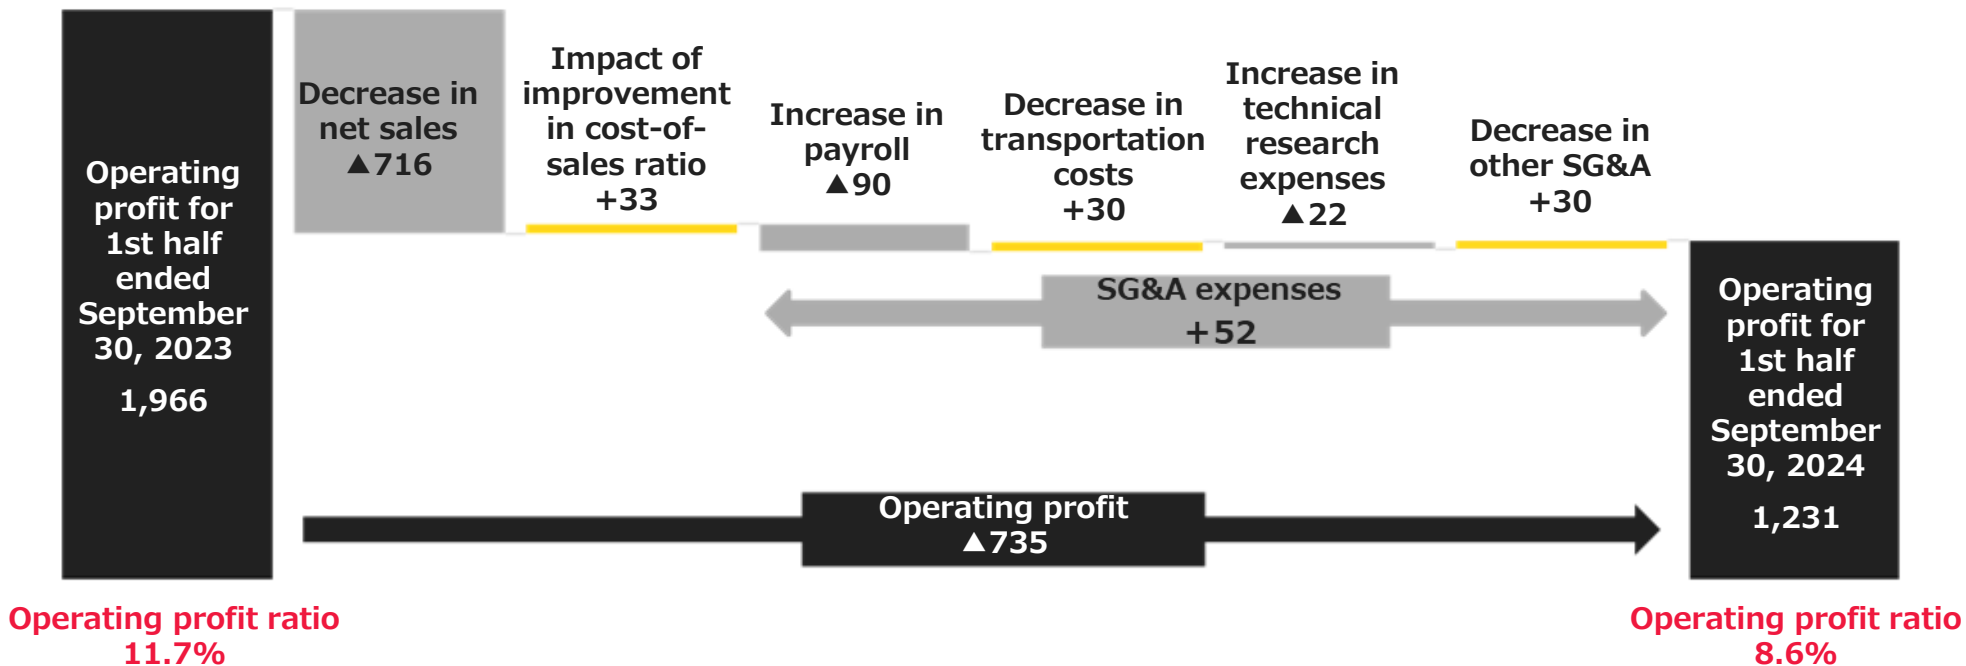 Operating
profit for
1st half
ended
September
30, 2023
1,966
Operating profit ratio
11.7%
Decrease in
net sales
▲716
Impact of
improvement
in cost-of-
sales ratio
+33
Increase in
payroll
▲90
Decrease in
transportation
costs
+30
Increase in
technical
research
expenses
▲22
Decrease in
other SG&A
+30
SG&A expenses
+52
Operating profit
▲735
Operating
profit for
1st half
ended
September
30, 2024
1,231
Operating profit ratio
8.6%